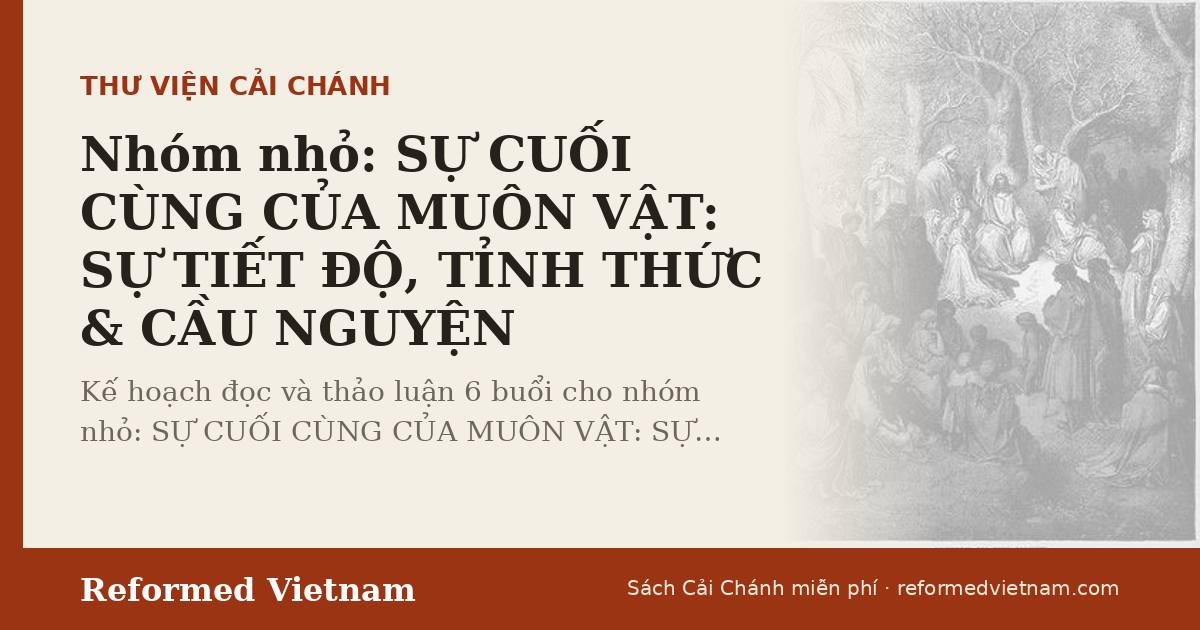 THƯ VIỆN CẢI CHÁNH
Nhóm nhỏ: SỰ CUỐI
CÙNG CỦA MUÔN VẬT:
SỰ TIẾT ĐỘ, TỈNH THỨC
& CẦU NGUYỆN
Kế hoạch đọc và thảo luận 6 buổi cho nhóm
nhỏ: SỰ CUỐI CÙNG CỦA MUÔN VẬT: SỰ...
Reformed Vietnam
Sách Cải Chánh miễn phí · reformedvietnam.com